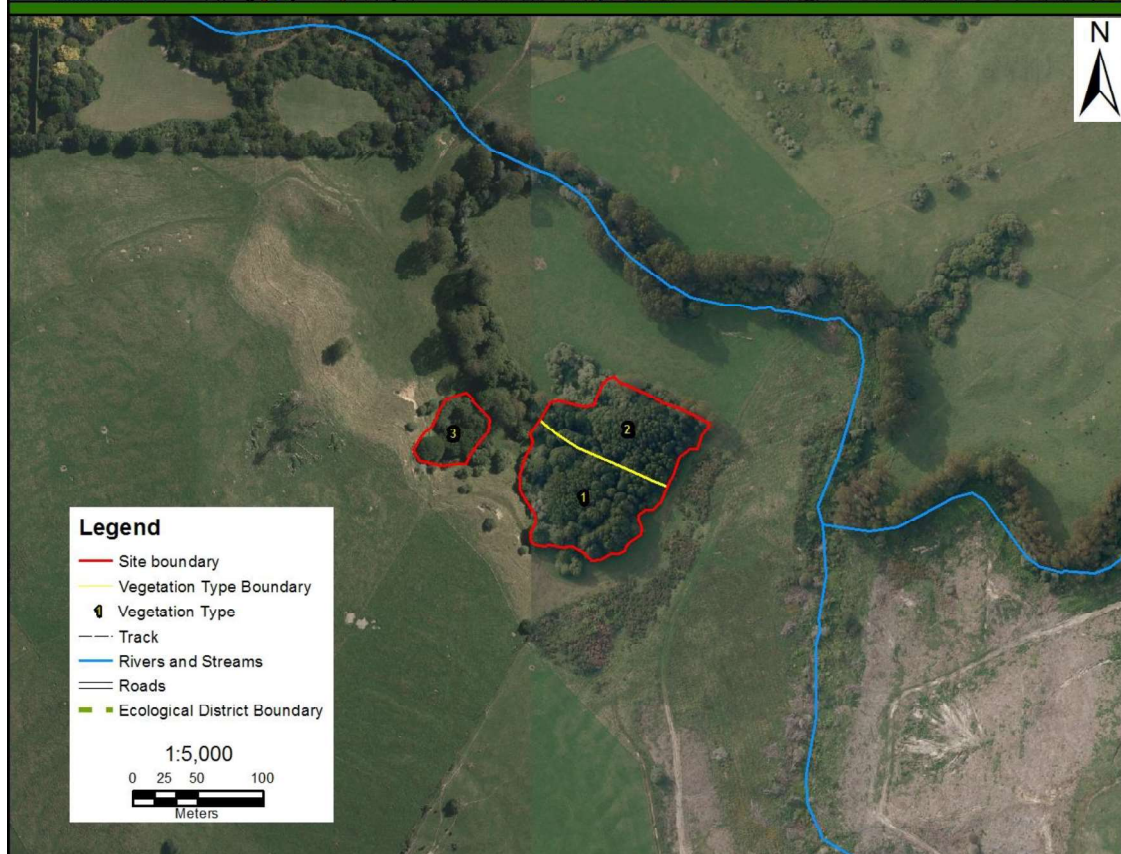 N
3
2
1
Legend
Site boundary
Vegetation Type Boundary
1 Vegetation Type
Track
Rivers and Streams
Roads
Ecological District Boundary
1:5,000
0 25 50 100
Meters